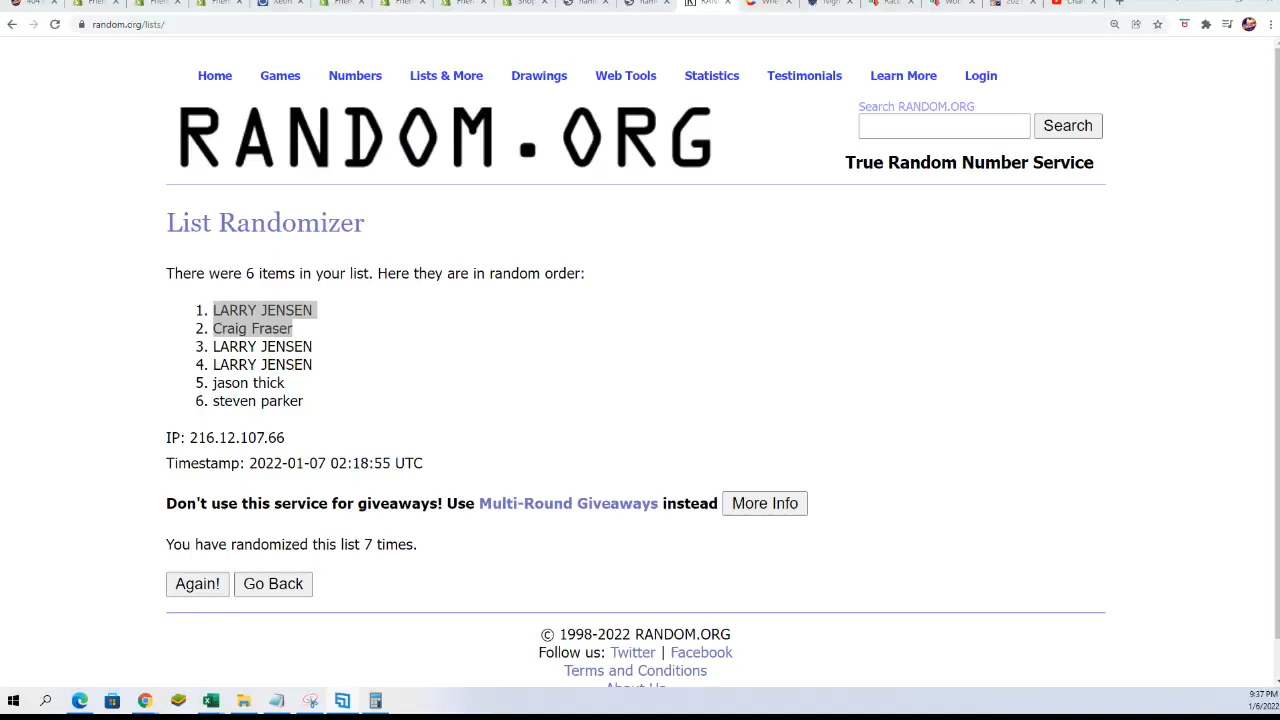 random.org/lists/
Home Games Numbers Lists & More Drawings Web Tools Statistics Testimonials Learn More Login
RANDOM.ORG
Search RANDOM.ORG
Search
True Random Number Service
List Randomizer
There were 6 items in your list. Here they are in random order:
1. LARRY JENSEN
2. Craig Fraser
3. LARRY JENSEN
4. LARRY JENSEN
5. jason thick
6. steven parker
IP: 216.12.107.66
Timestamp: 2022-01-07 02:18:55 UTC
Don't use this service for giveaways! Use Multi-Round Giveaways instead More Info
You have randomized this list 7 times.
Again! Go Back
© 1998-2022 RANDOM.ORG
Follow us: Twitter | Facebook
Terms and Conditions
About Us
9:37 PM
1/6/2022